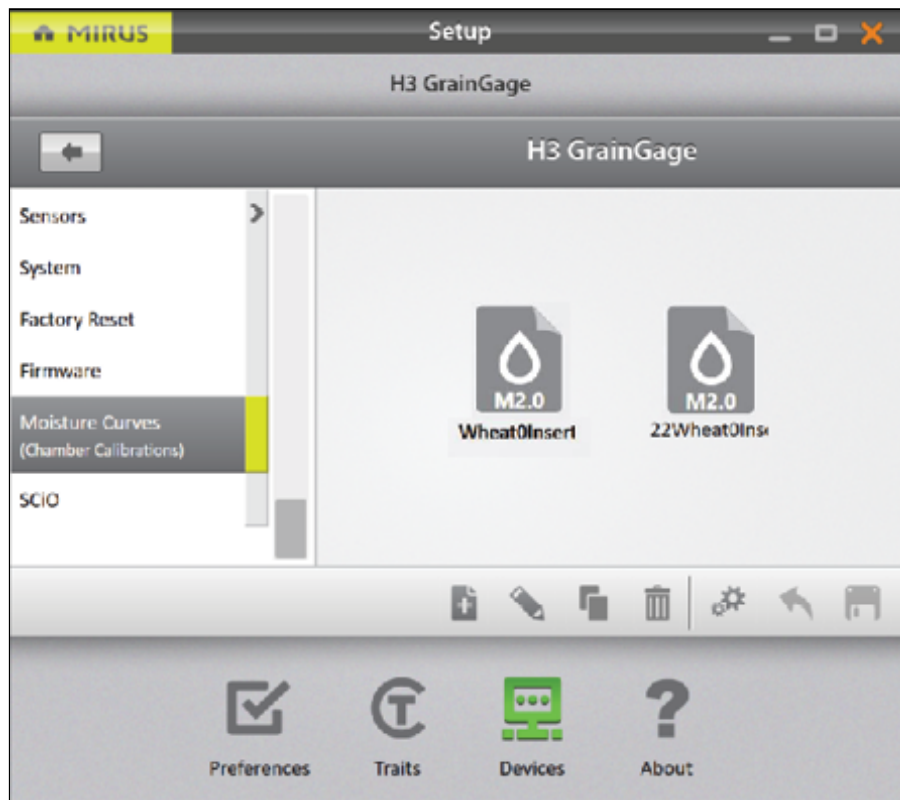 MIRUS
Setup
H3 GrainGage
H3 GrainGage
Sensors
System
Factory Reset
Firmware
Moisture Curves
(Chamber Calibrations)
SCiO
M2.0
Wheat0Insert
M2.0
22Wheat0Ins
Preferences
Traits
Devices
About